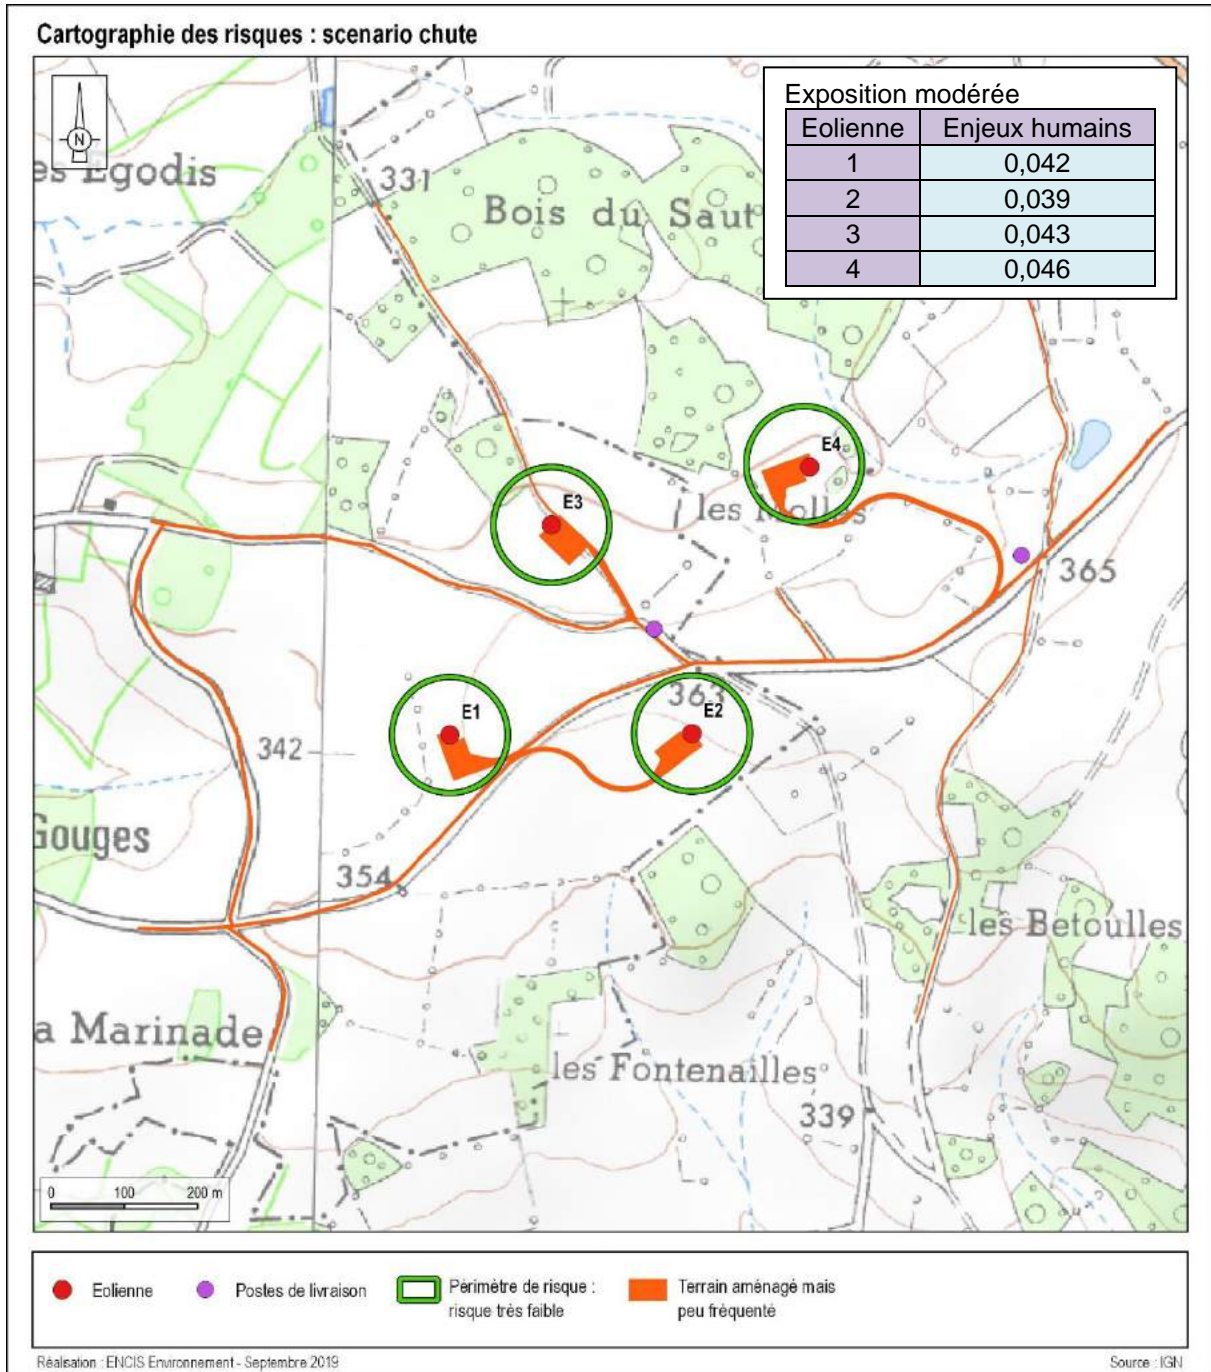 Cartographie des risques : scenario chute
N
Exposition modérée
Eolienne Enjeux humains
1 0,042
2 0,039
3 0,043
4 0,046
es Egodis
331
Bois du Saut
E4
les Molles
E3
365
363
E1
E2
342
Gouges
354
les Betoulles
a Marinade
les Fontenailles
339
0 100 200 m
Eolienne
Postes de livraison
Périmètre de risque :
risque très faible
Terrain aménagé mais
peu fréquenté
Réalisation : ENCIS Environnement - Septembre 2019
Source : IGN